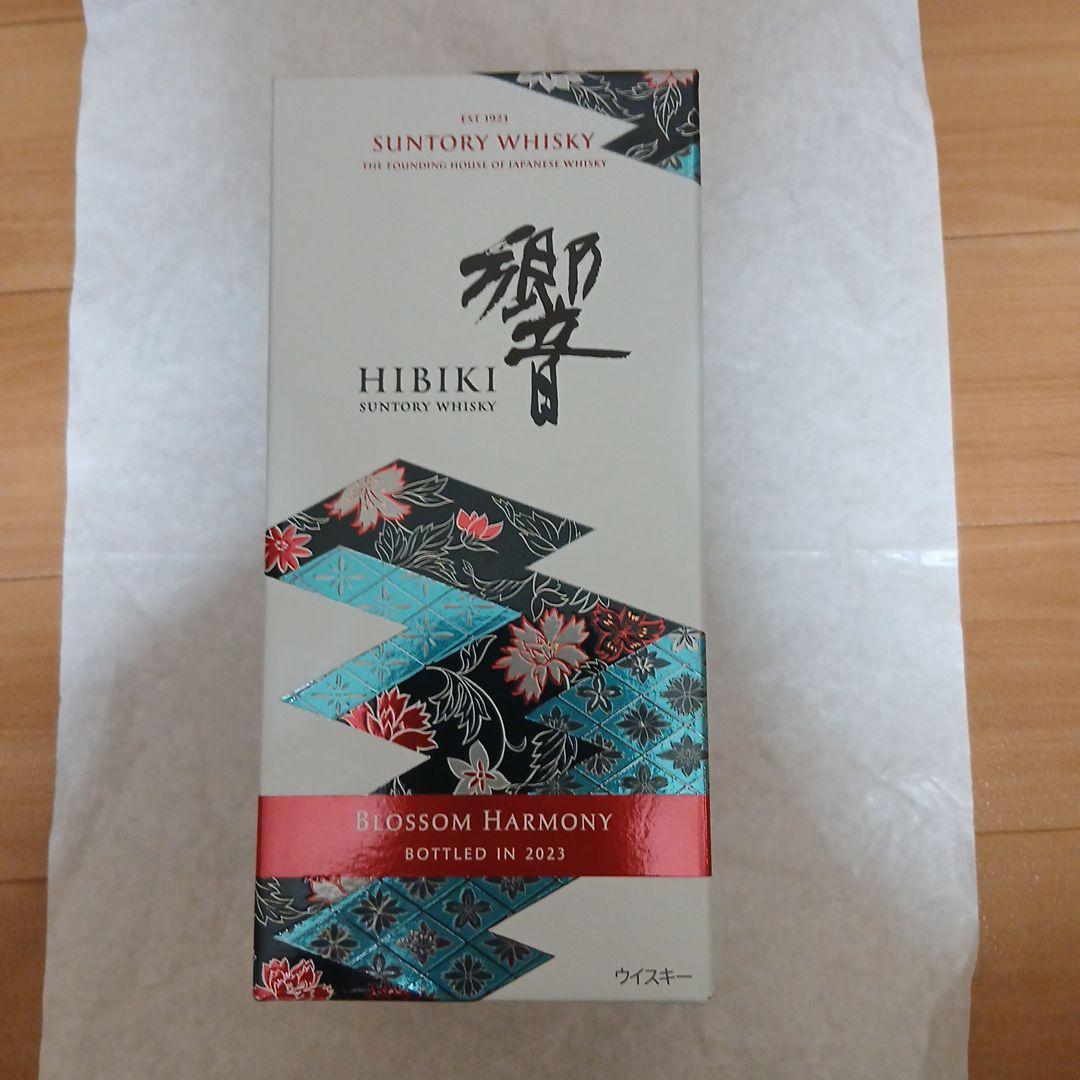 EST 1921
SUNTORY WHISKY
THE FOUNDING HOUSE OF JAPANESE WHISKY
響
HIBIKI
SUNTORY WHISKY
BLOSSOM HARMONY
BOTTLED IN 2023
ウイスキー